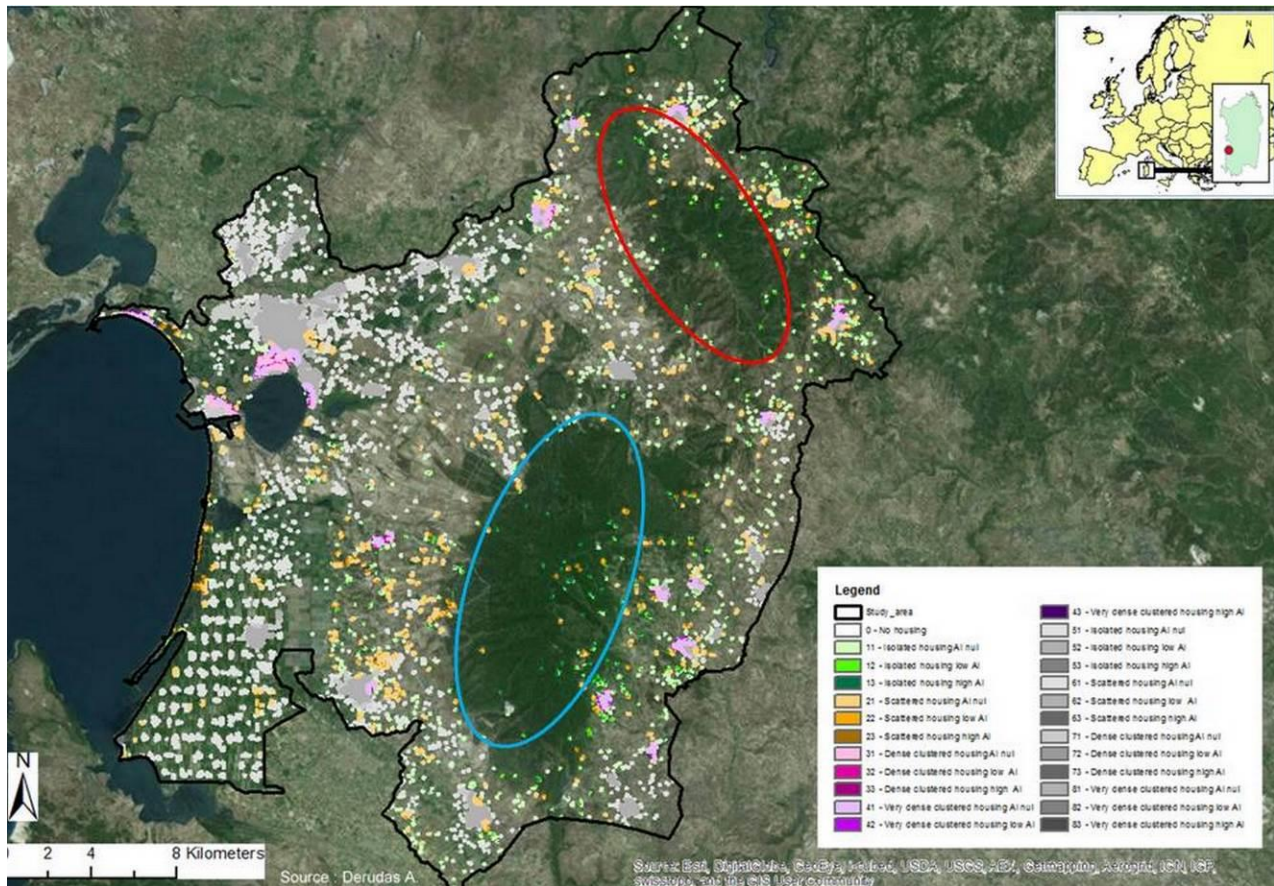 N
Legend
Study_area
0 - No housing
11 - Isolated housing AI nul
12 - Isolated housing low AI
13 - Isolated housing high AI
21 - Scattered housing AI nul
22 - Scattered housing low AI
23 - Scattered housing high AI
31 - Dense clustered housing AI nul
32 - Dense clustered housing low AI
33 - Dense clustered housing high AI
41 - Very dense clustered housing AI nul
42 - Very dense clustered housing low AI
43 - Very dense clustered housing high AI
51 - Isolated housing AI nul
52 - Isolated housing low AI
53 - Isolated housing high AI
61 - Scattered housing AI nul
62 - Scattered housing low AI
63 - Scattered housing high AI
71 - Dense clustered housing AI nul
72 - Dense clustered housing low AI
73 - Dense clustered housing high AI
81 - Very dense clustered housing AI nul
82 - Very dense clustered housing low AI
83 - Very dense clustered housing high AI
N
0 2 4 8 Kilometers
Source : Derudas A.
Source: Esri, DigitalGlobe, GeoEye, i-cubed, USDA, USGS, AEX, Getmapping, Aerogrid, IGN, IGP,
swisstopo, and the GIS User Community